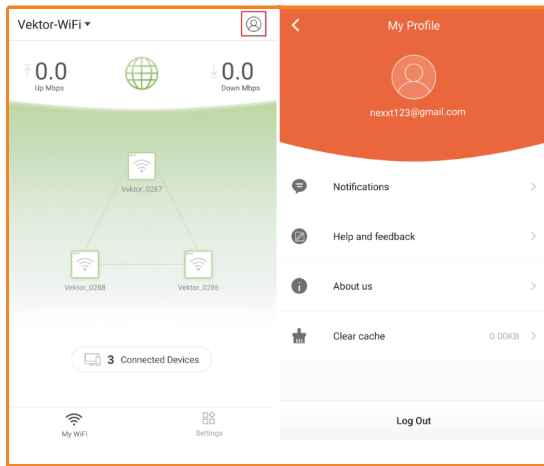 Vektor-WiFi
0.0
Up Mbps
0.0
Down Mbps
Vektor_0287
Vektor_0288
Vektor_0286
3 Connected Devices
My WiFi
Settings
My Profile
nexxt123@gmail.com
Notifications
Help and feedback
About us
Clear cache 0.00KB
Log Out